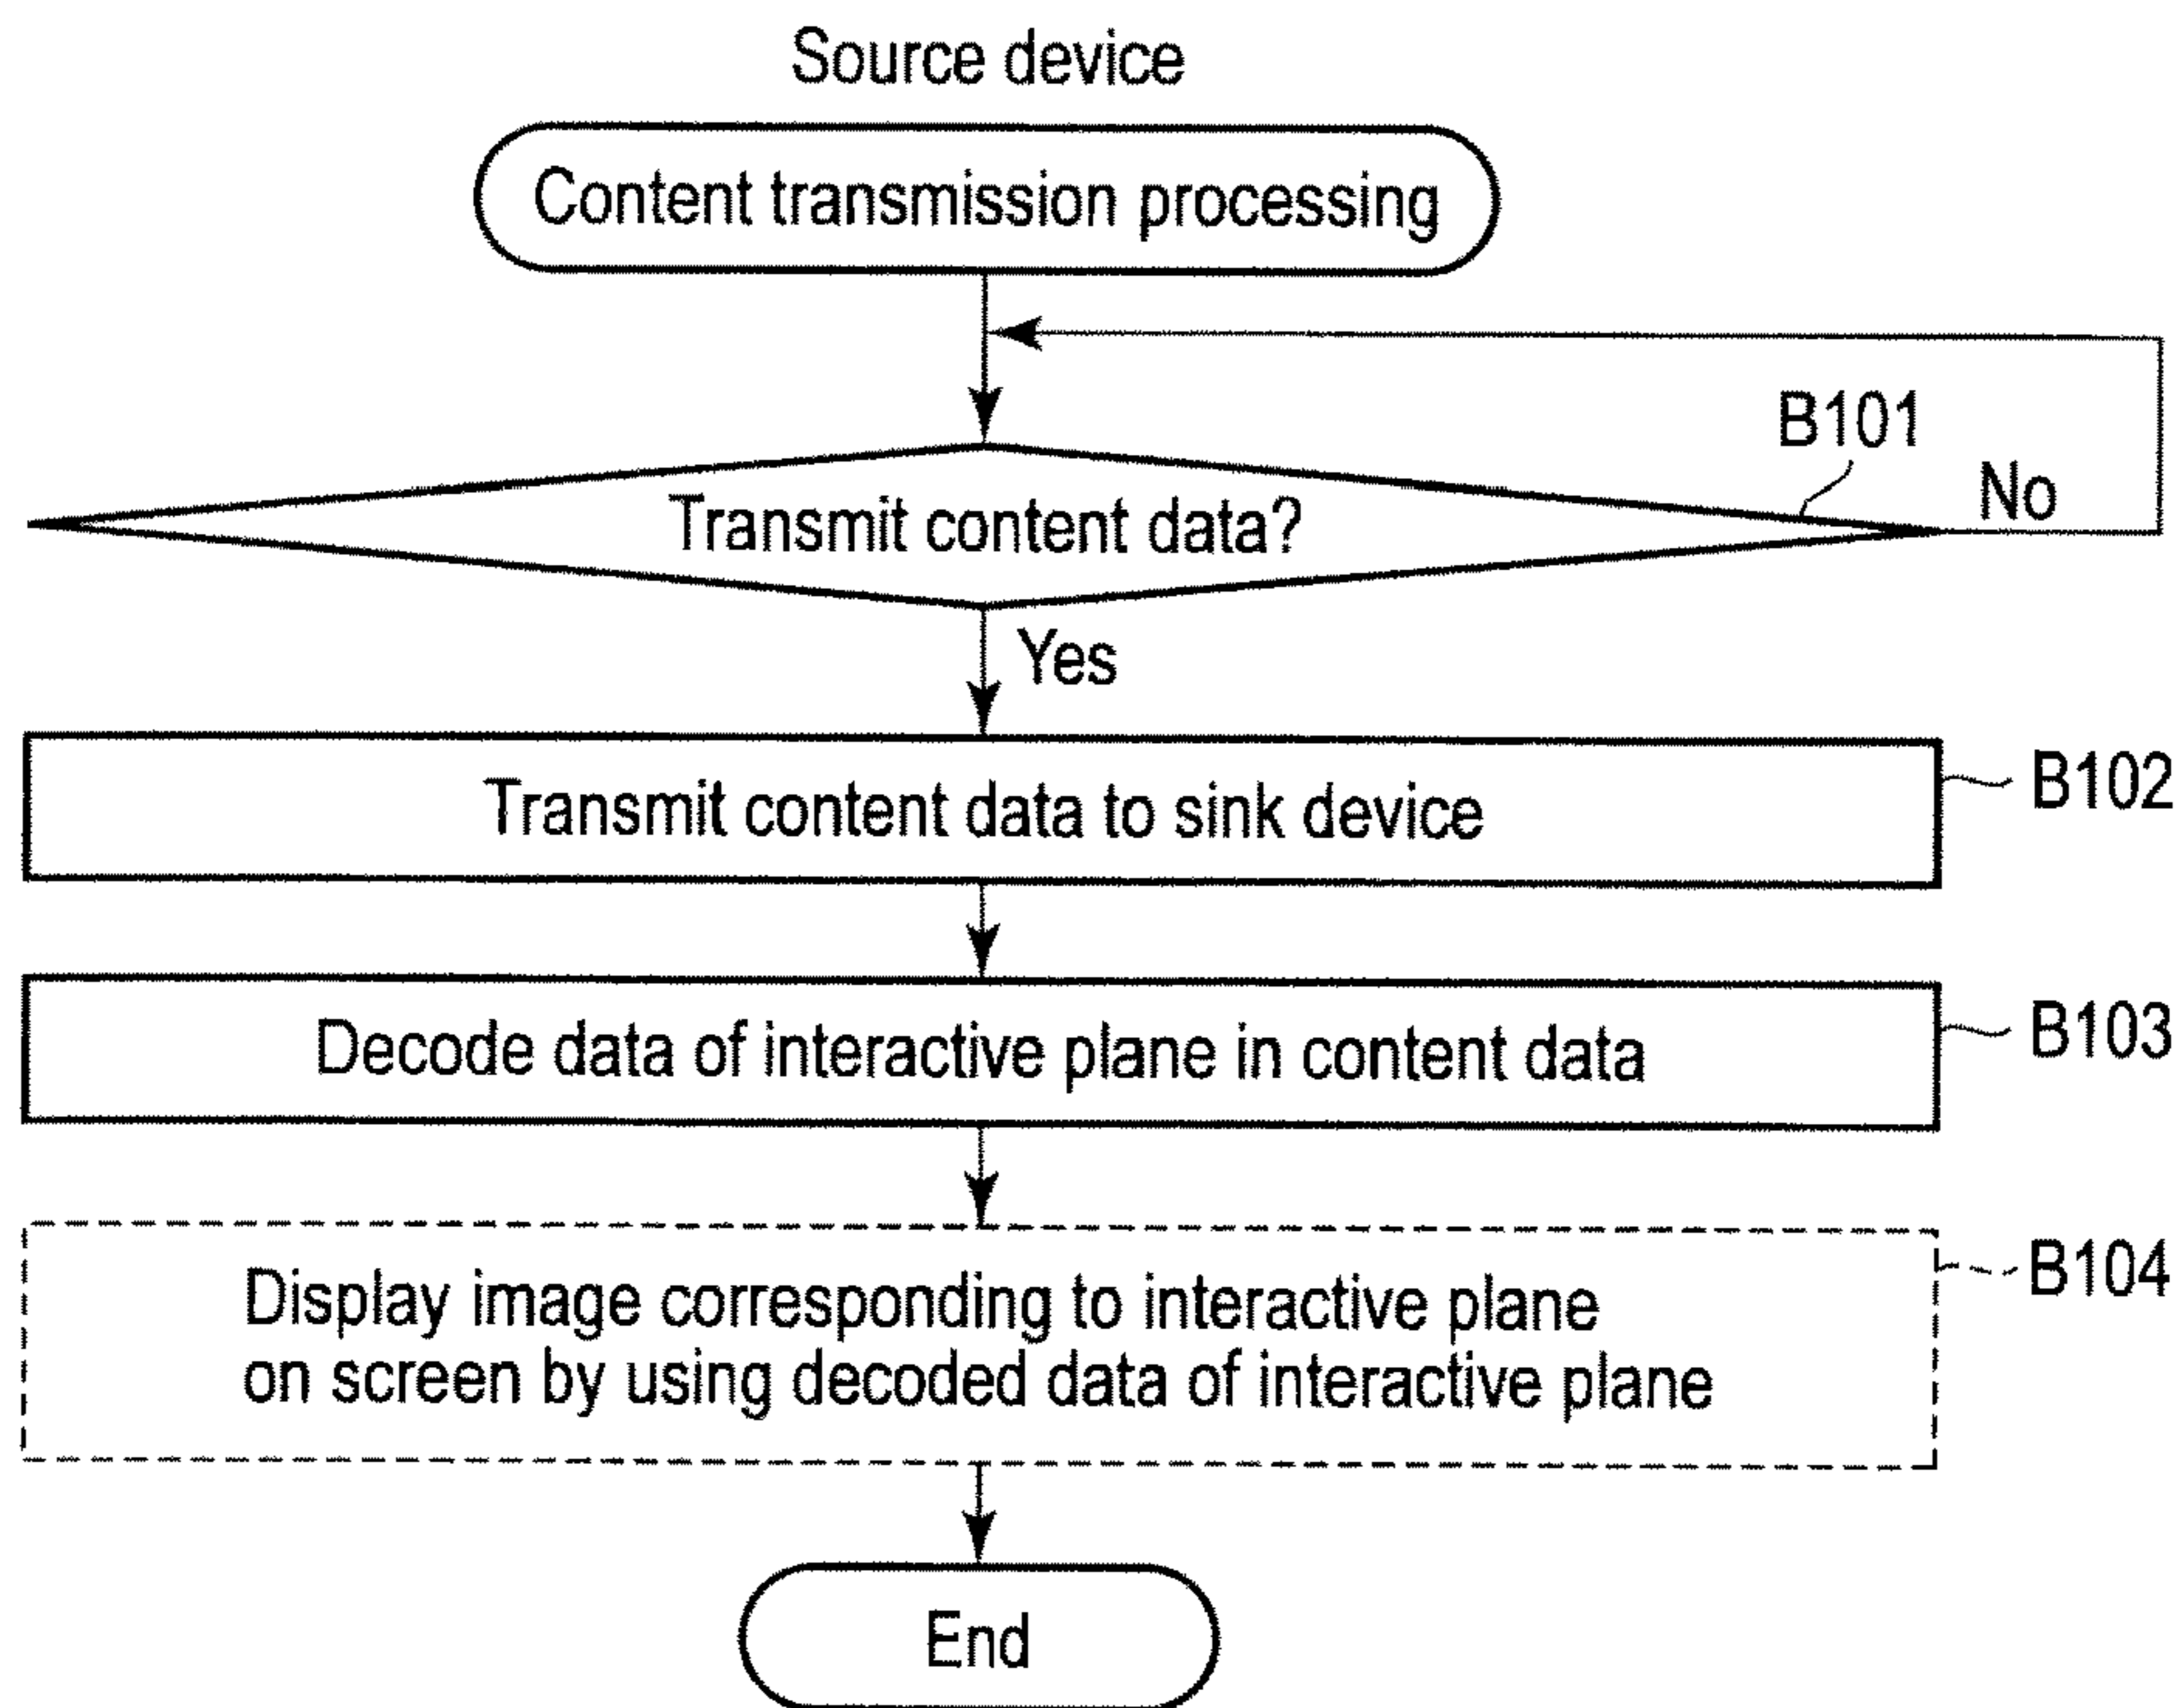 Source device
Content transmission processing
B101
Transmit content data?
No
Yes
Transmit content data to sink device
B102
Decode data of interactive plane in content data
B103
Display image corresponding to interactive plane
on screen by using decoded data of interactive plane
B104
End